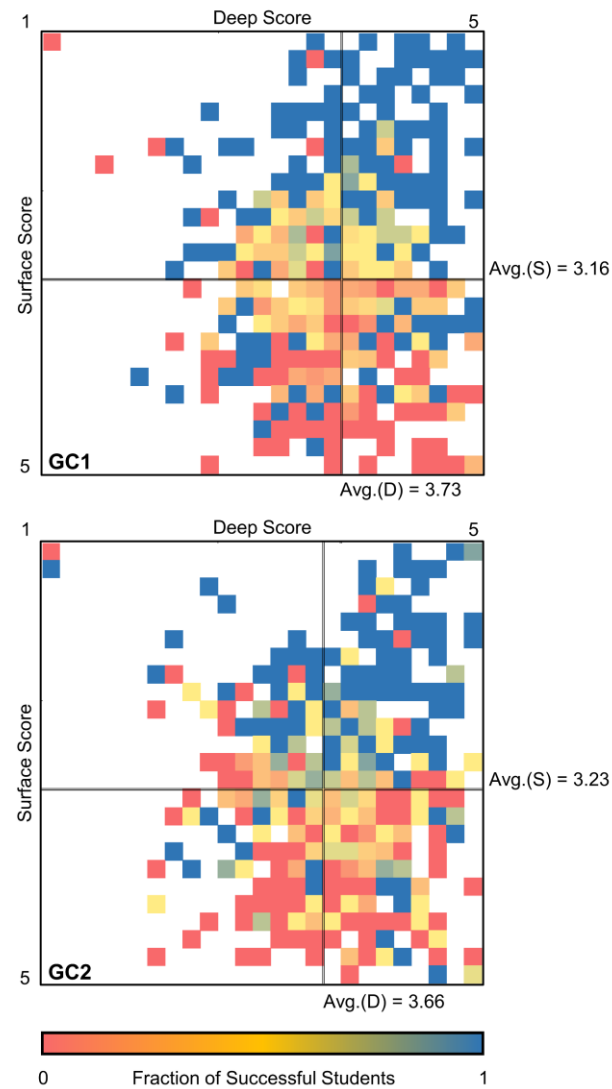 1 Deep Score 5
Surface Score
Avg.(S) = 3.16
5 GC1
Avg.(D) = 3.73
1 Deep Score 5
Surface Score
Avg.(S) = 3.23
5 GC2
Avg.(D) = 3.66
0 Fraction of Successful Students 1